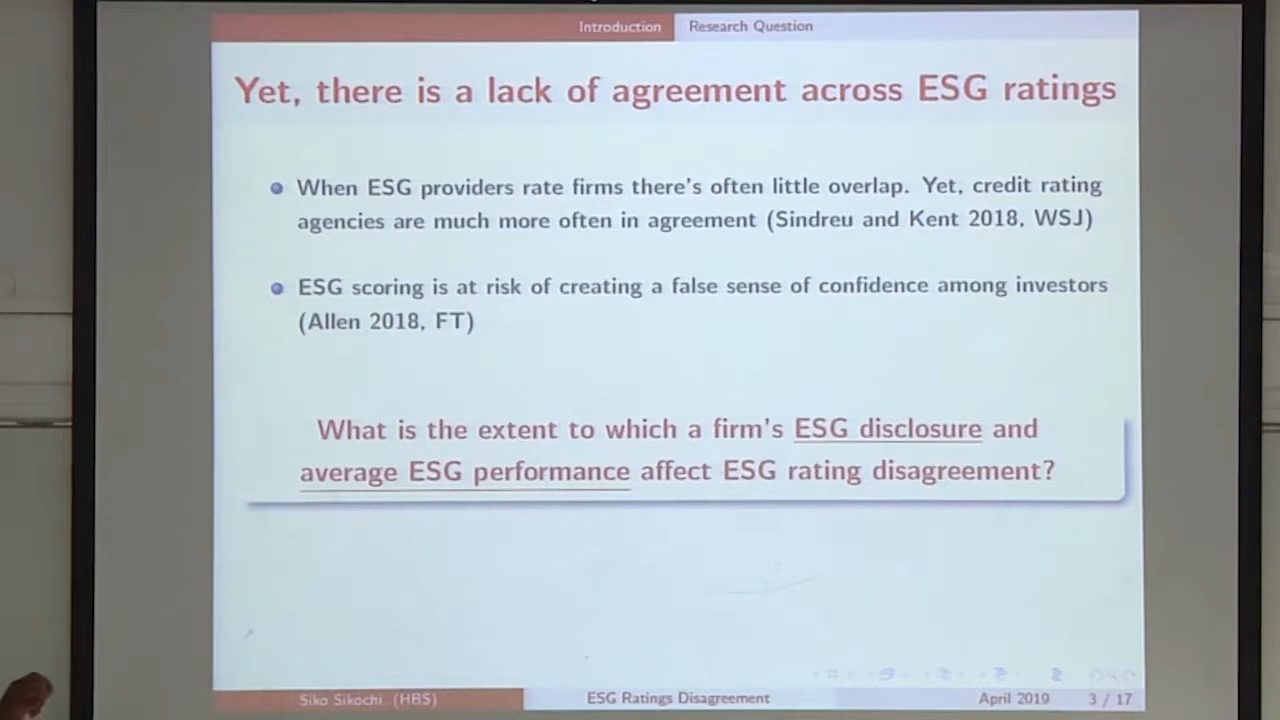 Introduction Research Question
Yet, there is a lack of agreement across ESG ratings
When ESG providers rate firms there's often little overlap. Yet, credit rating
agencies are much more often in agreement (Sindreu and Kent 2018, WSJ)
ESG scoring is at risk of creating a false sense of confidence among investors
(Allen 2018, FT)
What is the extent to which a firm's ESG disclosure and
average ESG performance affect ESG rating disagreement?
Siko Sikochi (HBS) ESG Ratings Disagreement April 2019 3 / 17